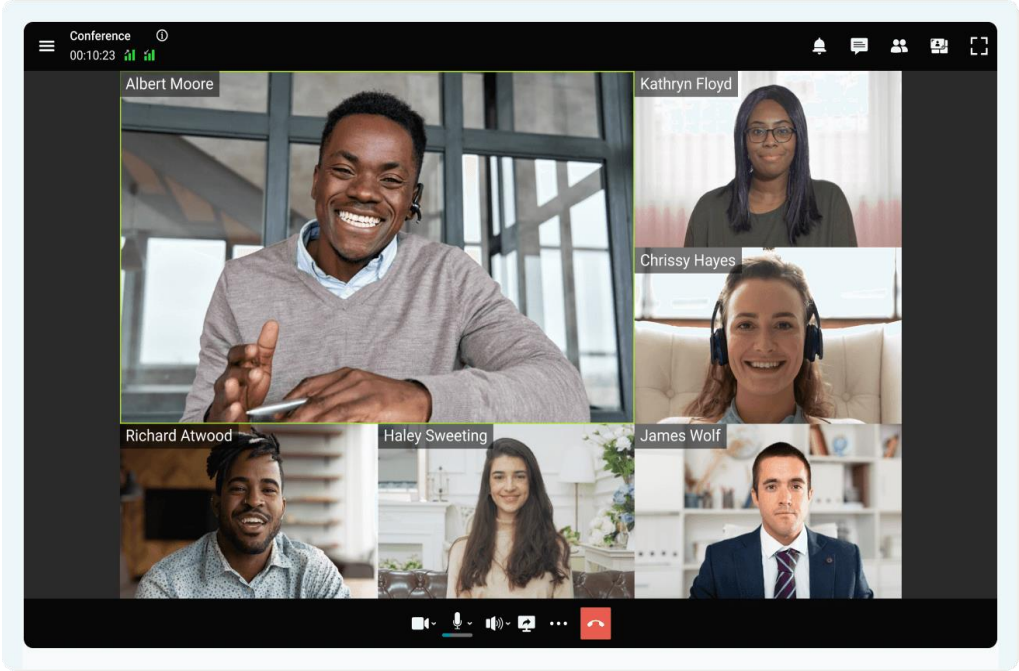 Conference
00:10:23
Albert Moore
Kathryn Floyd
Chrissy Hayes
Richard Atwood
Haley Sweeting
James Wolf